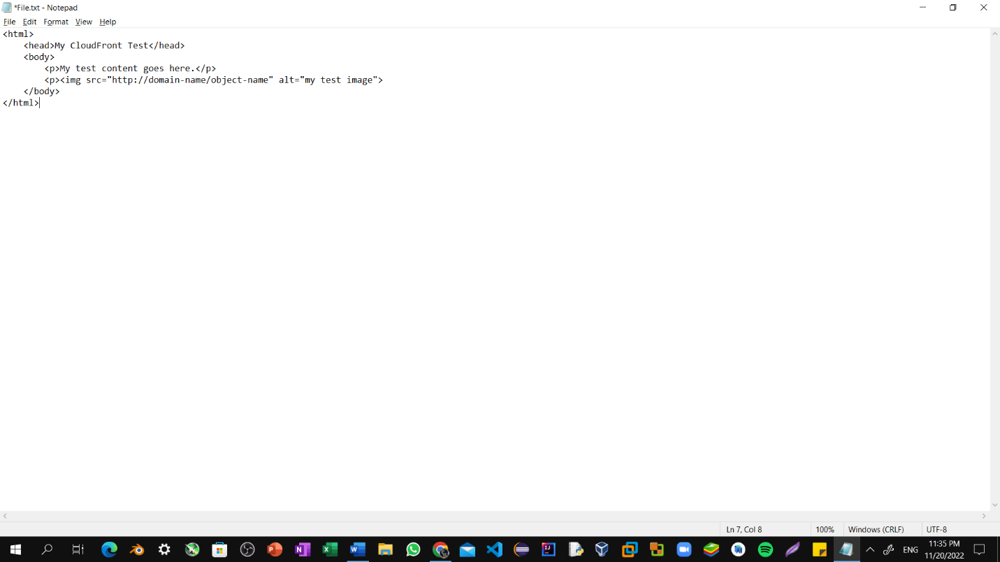 *File.txt - Notepad
File Edit Format View Help
<html>
    <head>My CloudFront Test</head>
    <body>
        <p>My test content goes here.</p>
        <p><img src="http://domain-name/object-name" alt="my test image">
    </body>
</html>
Ln 7, Col 8 100% Windows (CRLF) UTF-8
ENG
11:35 PM
11/20/2022